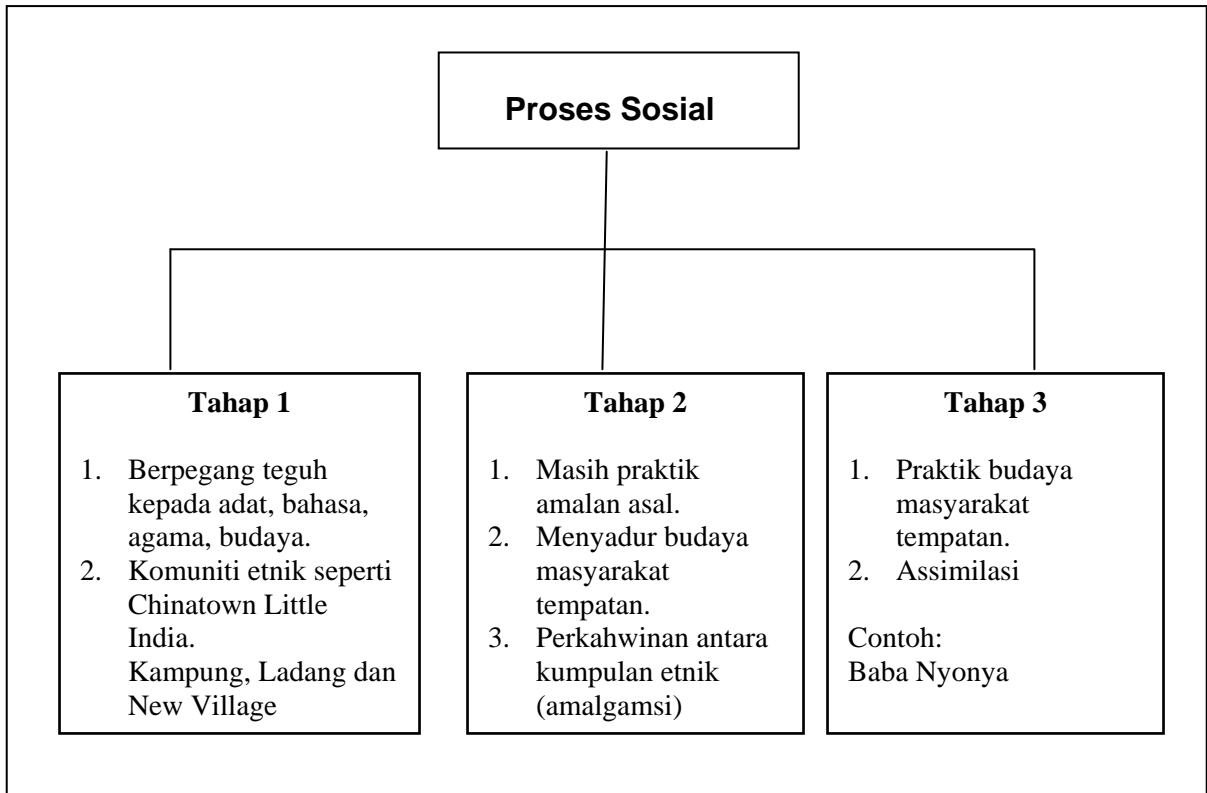 Proses Sosial
Tahap 1
1. Berpegang teguh
kepada adat, bahasa,
agama, budaya.
2. Komuniti etnik seperti
Chinatown Little
India.
Kampung, Ladang dan
New Village
Tahap 2
1. Masih praktik
amalan asal.
2. Menyadur budaya
masyarakat
tempatan.
3. Perkahwinan antara
kumpulan etnik
(amalgamsi)
Tahap 3
1. Praktik budaya
masyarakat
tempatan.
2. Assimilasi
Contoh:
Baba Nyonya